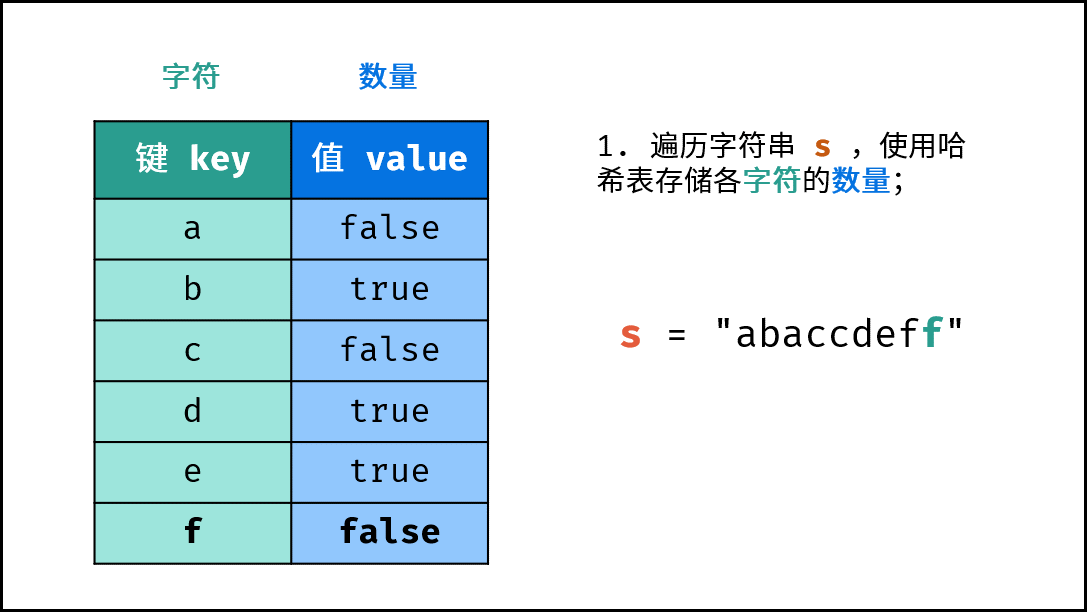 字符 数量
键 key 值 value
a false
b true
c false
d true
e true
f false
1. 遍历字符串 s ，使用哈
希表存储各字符的数量；
s = "abaccdeff"